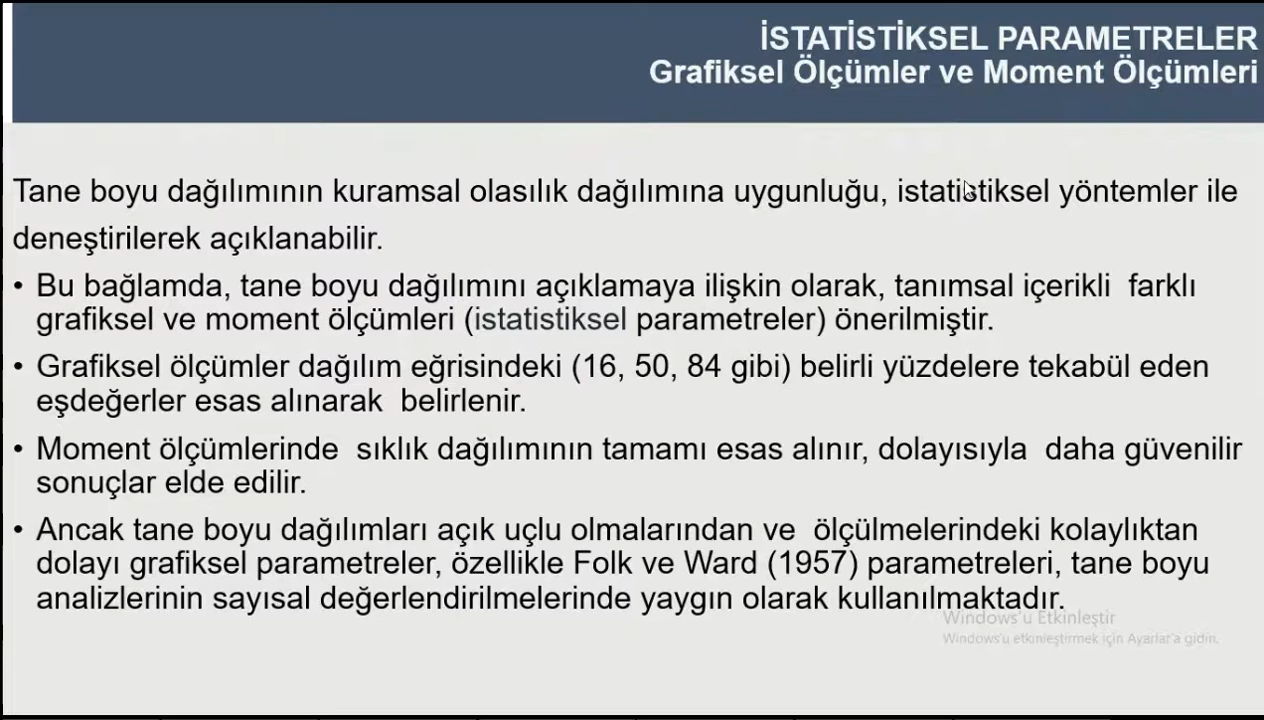 İSTATİSTİKSEL PARAMETRELER
Grafiksel Ölçümler ve Moment Ölçümleri
Tane boyu dağılımının kuramsal olasılık dağılımına uygunluğu, istatistiksel yöntemler ile
deneştirilerek açıklanabilir.
• Bu bağlamda, tane boyu dağılımını açıklamaya ilişkin olarak, tanımsal içerikli farklı
grafiksel ve moment ölçümleri (istatistiksel parametreler) önerilmiştir.
• Grafiksel ölçümler dağılım eğrisindeki (16, 50, 84 gibi) belirli yüzdelere tekabül eden
eşdeğerler esas alınarak belirlenir.
• Moment ölçümlerinde sıklık dağılımının tamamı esas alınır, dolayısıyla daha güvenilir
sonuçlar elde edilir.
• Ancak tane boyu dağılımları açık uçlu olmalarından ve ölçülmelerindeki kolaylıktan
dolayı grafiksel parametreler, özellikle Folk ve Ward (1957) parametreleri, tane boyu
analizlerinin sayısal değerlendirilmelerinde yaygın olarak kullanılmaktadır.
Windows'u Etkinleştir
Windows'u etkinleştirmek için Ayarlar'a gidin.